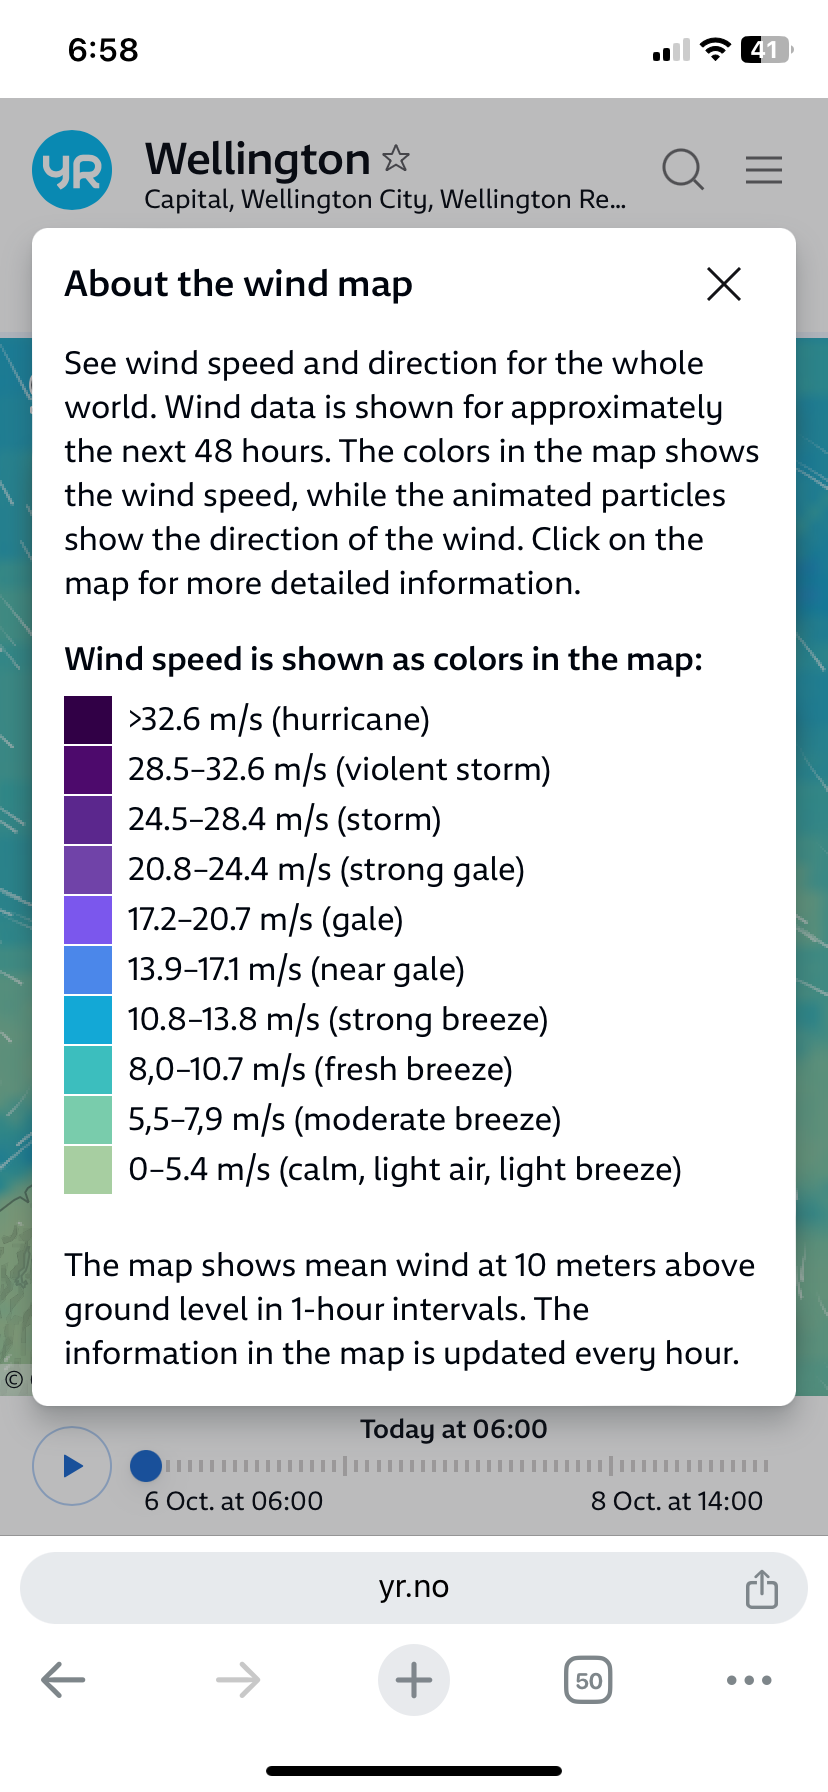 6:58
41
YR
Wellington
Capital, Wellington City, Wellington Re...
About the wind map
See wind speed and direction for the whole
world. Wind data is shown for approximately
the next 48 hours. The colors in the map shows
the wind speed, while the animated particles
show the direction of the wind. Click on the
map for more detailed information.
Wind speed is shown as colors in the map:
>32.6 m/s (hurricane)
28.5–32.6 m/s (violent storm)
24.5–28.4 m/s (storm)
20.8–24.4 m/s (strong gale)
17.2–20.7 m/s (gale)
13.9–17.1 m/s (near gale)
10.8–13.8 m/s (strong breeze)
8,0–10.7 m/s (fresh breeze)
5,5–7,9 m/s (moderate breeze)
0–5.4 m/s (calm, light air, light breeze)
The map shows mean wind at 10 meters above
ground level in 1-hour intervals. The
information in the map is updated every hour.
©
Today at 06:00
6 Oct. at 06:00
8 Oct. at 14:00
yr.no
50